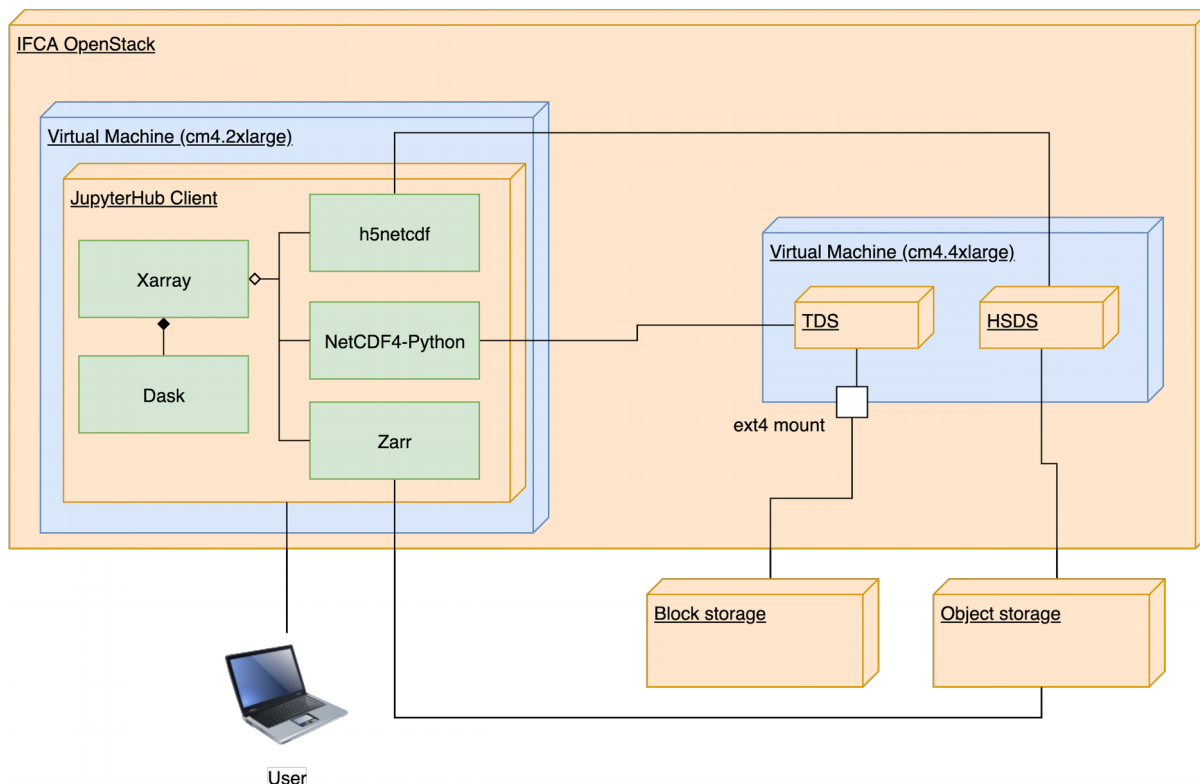 IFCA OpenStack
Virtual Machine (cm4.2xlarge)
JupyterHub Client
h5netcdf
Xarray
NetCDF4-Python
Dask
Zarr
Virtual Machine (cm4.4xlarge)
TDS
HSDS
ext4 mount
Block storage
Object storage
User